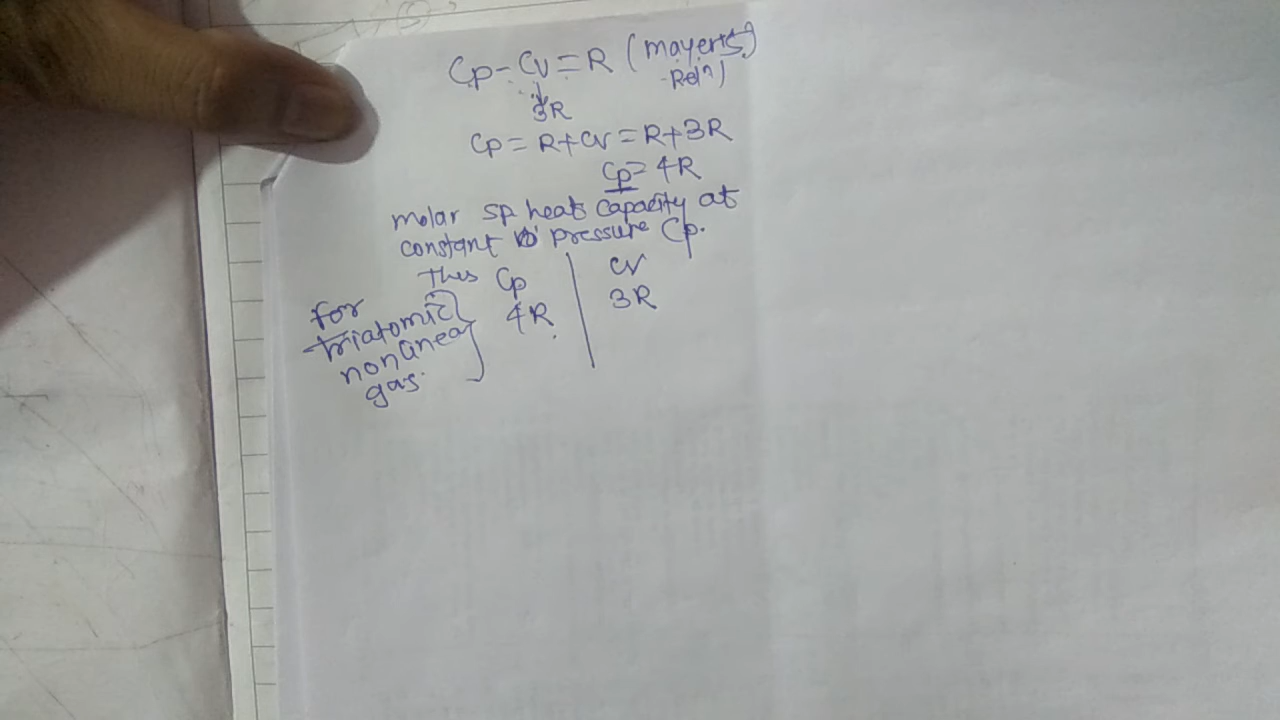 Cp - Cv = R (mayer's Reln)
↓
3R
Cp = R + Cv = R + 3R
Cp = 4R
molar sp heats capacity at
constant pressure Cp.
Thus Cp | Cv
for triatomic nonlinear gas. } 4R | 3R